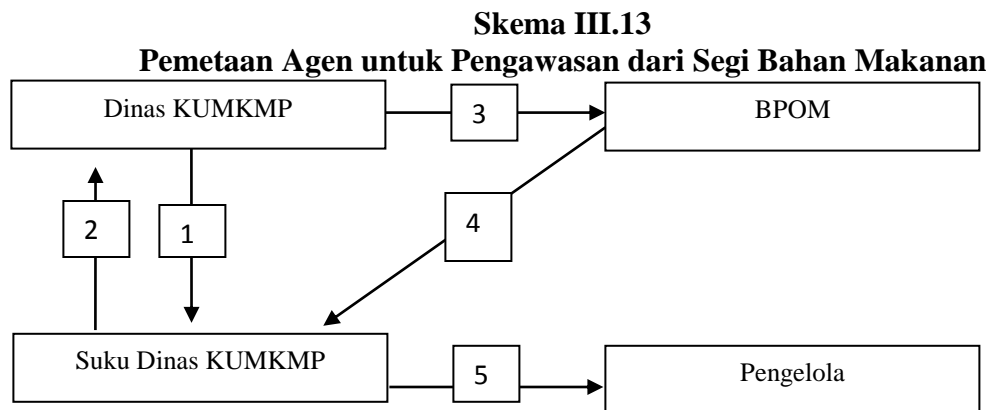 Skema III.13
Pemetaan Agen untuk Pengawasan dari Segi Bahan Makanan
Dinas KUMKMP
3
BPOM
2
1
4
Suku Dinas KUMKMP
5
Pengelola